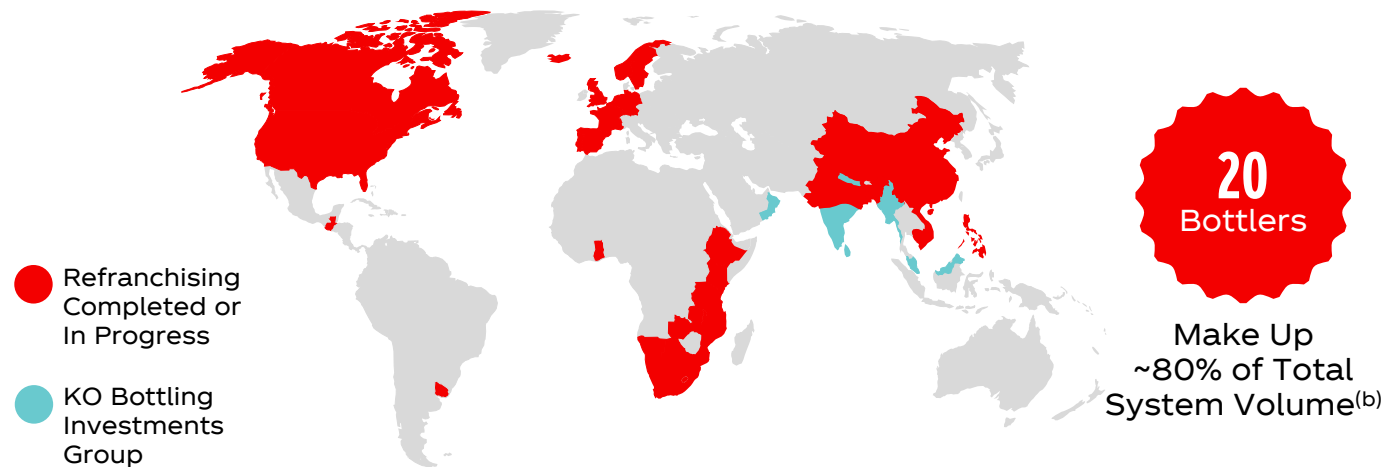 Refranchising
Completed or
In Progress
KO Bottling
Investments
Group
20
Bottlers
Make Up
~80% of Total
System Volume(b)